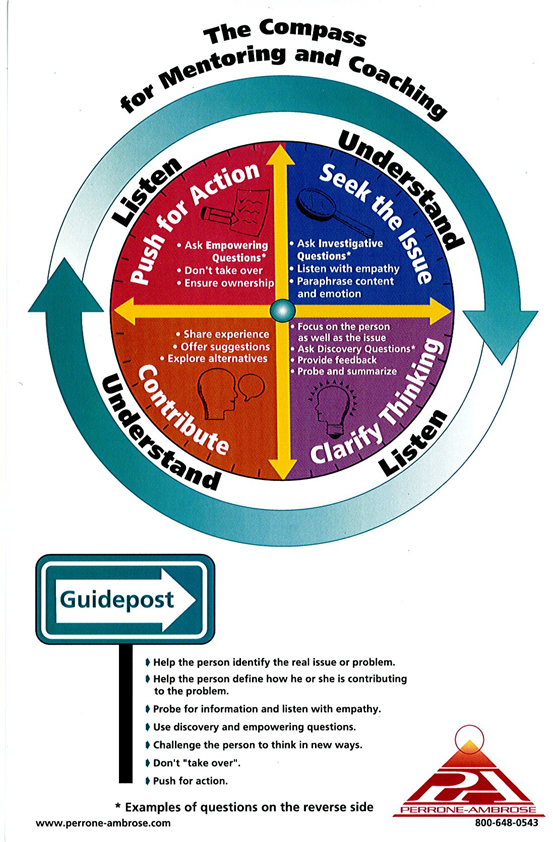 The Compass
for Mentoring and Coaching
Listen
Understand
Push for Action
• Ask Empowering
Questions*
• Don't take over
• Ensure ownership
Seek the Issue
• Ask Investigative
Questions*
• Listen with empathy
• Paraphrase content
and emotion
• Share experience
• Offer suggestions
• Explore alternatives
Contribute
• Focus on the person
as well as the issue
• Ask Discovery Questions*
• Provide feedback
• Probe and summarize
Clarify Thinking
Understand
Listen
Guidepost
Help the person identify the real issue or problem.
Help the person define how he or she is contributing
to the problem.
Probe for information and listen with empathy.
Use discovery and empowering questions.
Challenge the person to think in new ways.
Don't "take over".
Push for action.
* Examples of questions on the reverse side
www.perrone-ambrose.com
PA
PERRONE-AMBROSE
800-648-0543